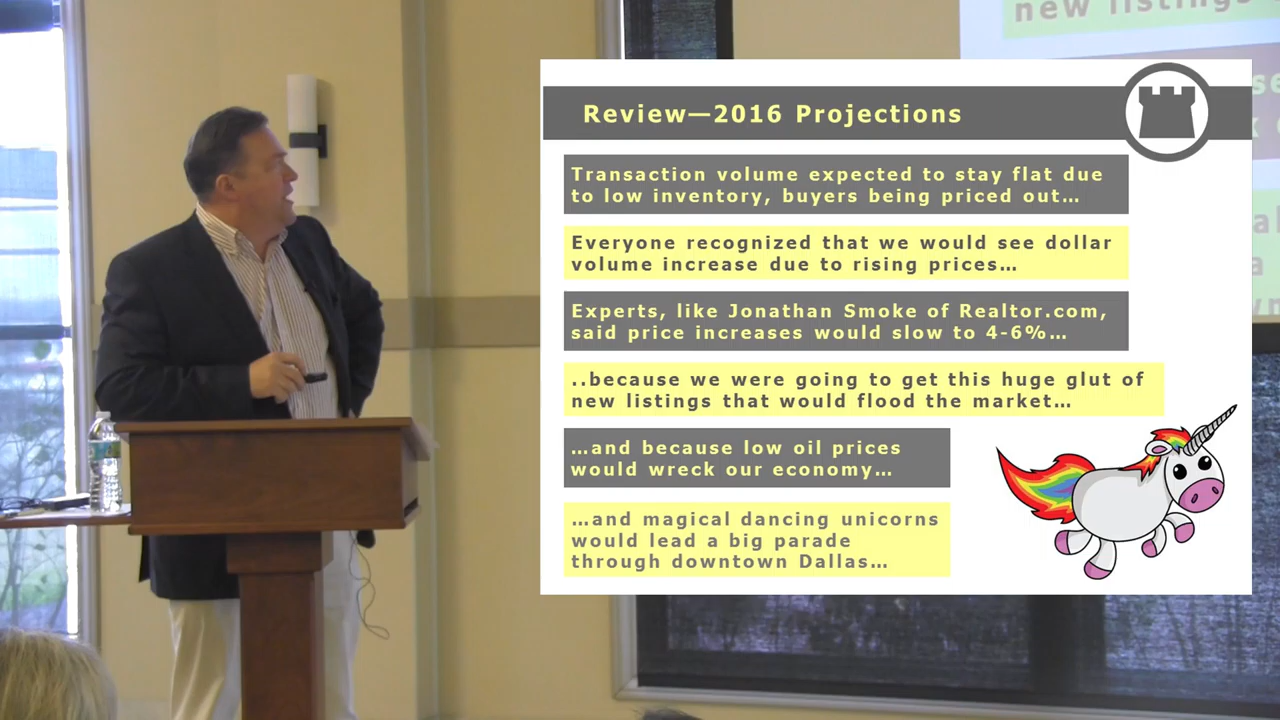 new listings
Review—2016 Projections
Transaction volume expected to stay flat due
to low inventory, buyers being priced out…
Everyone recognized that we would see dollar
volume increase due to rising prices…
Experts, like Jonathan Smoke of Realtor.com,
said price increases would slow to 4-6%…
..because we were going to get this huge glut of
new listings that would flood the market…
…and because low oil prices
would wreck our economy…
…and magical dancing unicorns
would lead a big parade
through downtown Dallas…